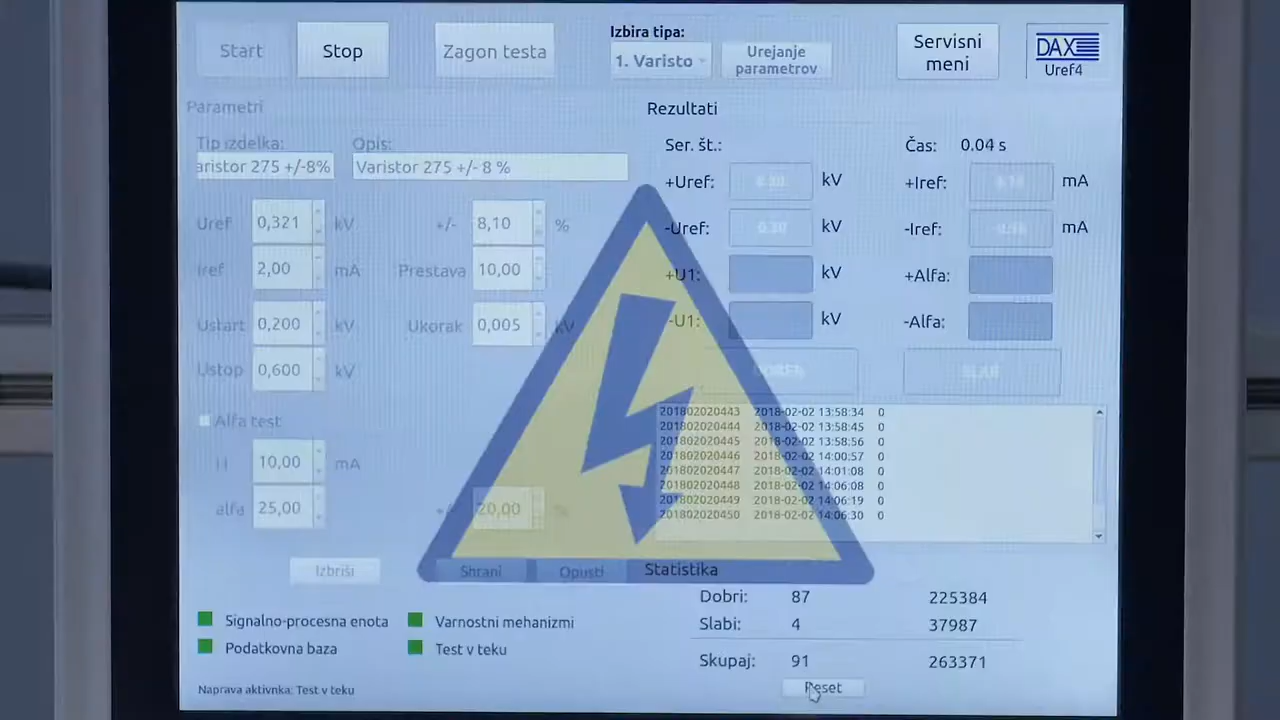 Start
Stop
Zagon testa
Izbira tipa:
1. Varisto
Urejanje
parametrov
Servisni
meni
DAX
Uref4
Parametri
Tip izdelka:
Opis:
aristor 275 +/-8%
Varistor 275 +/- 8 %
Uref 0,321 kV +/- 8,10 %
Iref 2,00 mA Prestava 10,00
Ustart 0,200 kV Ukorak 0,005 kV
Ustop 0,600 kV
Alfa test
10,00 mA
alfa 25,00 20,00
Izbriši
Shrani
Opusti
Rezultati
Ser. št.:
Čas: 0.04 s
+Uref: kV +Iref: mA
-Uref: 0.30 kV -Iref: mA
+U1: kV +Alfa:
-U1: kV -Alfa:
201802020443 2018-02-02 13:58:34 0
201802020444 2018-02-02 13:58:45 0
201802020445 2018-02-02 13:58:56 0
201802020446 2018-02-02 14:00:57 0
201802020447 2018-02-02 14:01:08 0
201802020448 2018-02-02 14:06:08 0
201802020449 2018-02-02 14:06:19 0
201802020450 2018-02-02 14:06:30 0
Statistika
Dobri: 87 225384
Slabi: 4 37987
Skupaj: 91 263371
Reset
Signalno-procesna enota
Varnostni mehanizmi
Podatkovna baza
Test v teku
Naprava aktivnka: Test v teku